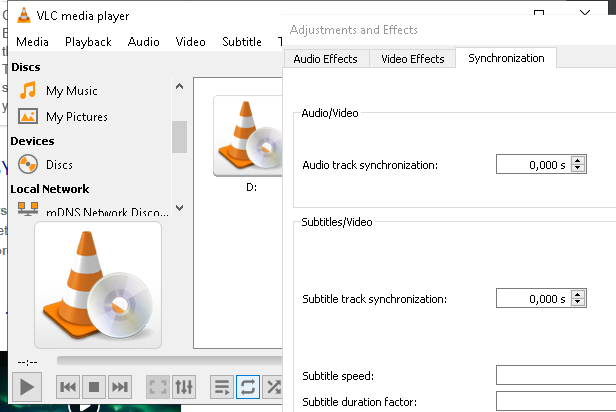 VLC media player
Media Playback Audio Video Subtitle
Discs
My Music
My Pictures
Devices
Discs
Local Network
mDNS Network Disco...
D:
--:--
Adjustments and Effects
Audio Effects Video Effects Synchronization
Audio/Video
Audio track synchronization: 0,000 s
Subtitles/Video
Subtitle track synchronization: 0,000 s
Subtitle speed:
Subtitle duration factor: